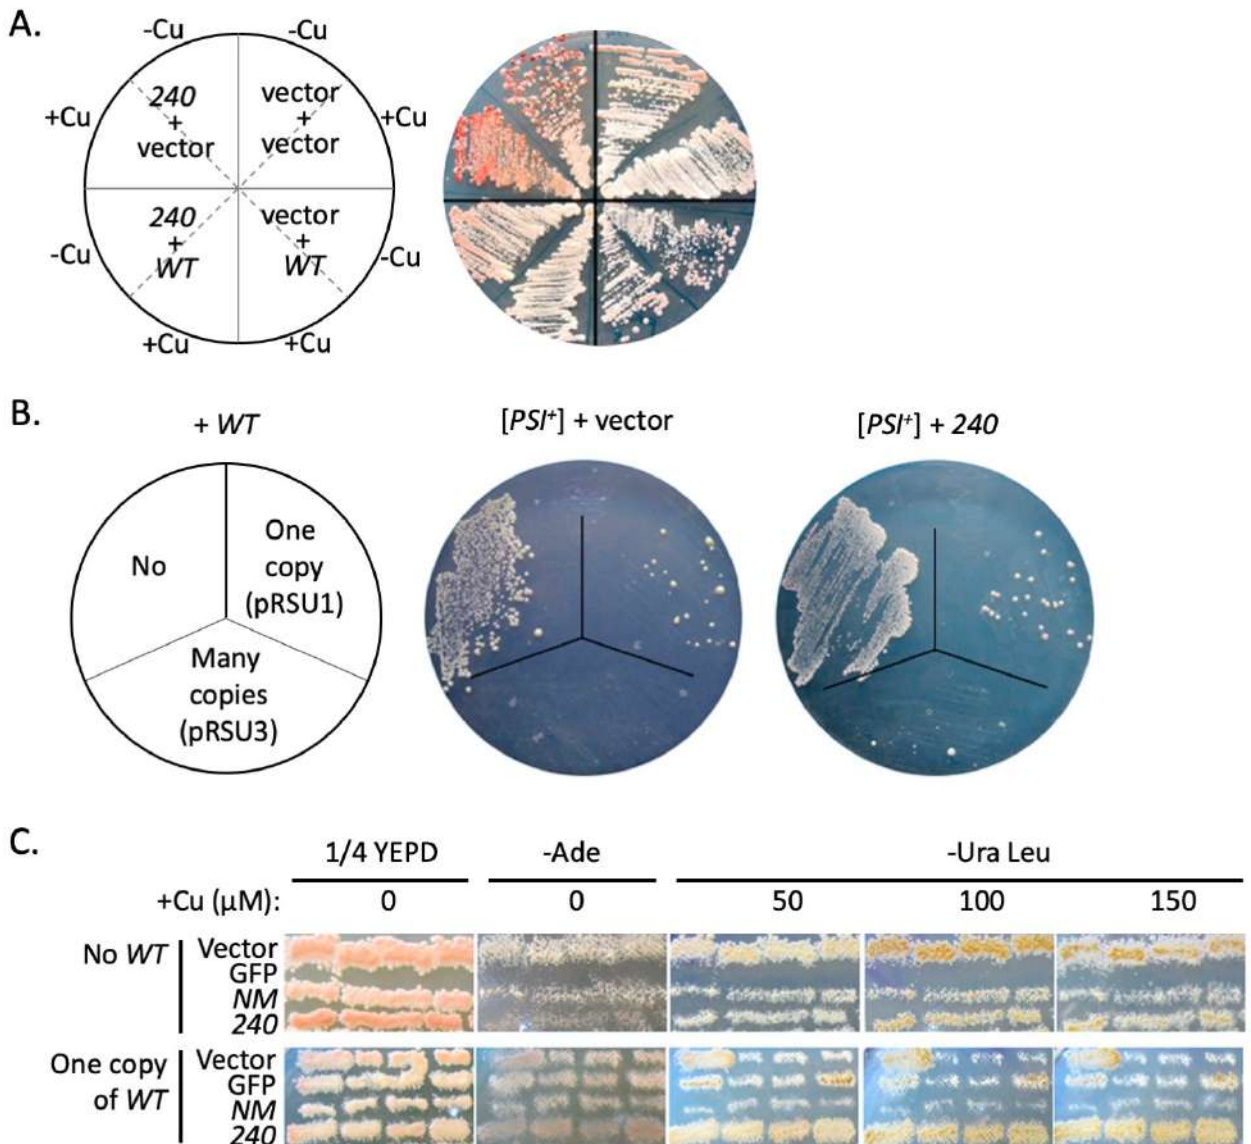 A.
-Cu -Cu
240 + vector
vector + vector
+Cu +Cu
240 + WT
vector + WT
-Cu -Cu
+Cu +Cu
B.
+ WT
[PSI⁺] + vector
[PSI⁺] + 240
No
One
copy
(pRSU1)
Many
copies
(pRSU3)
C.
1/4 YEPD -Ade -Ura Leu
+Cu (μM): 0 0 50 100 150
No WT
Vector
GFP
NM
240
One copy
of WT
Vector
GFP
NM
240